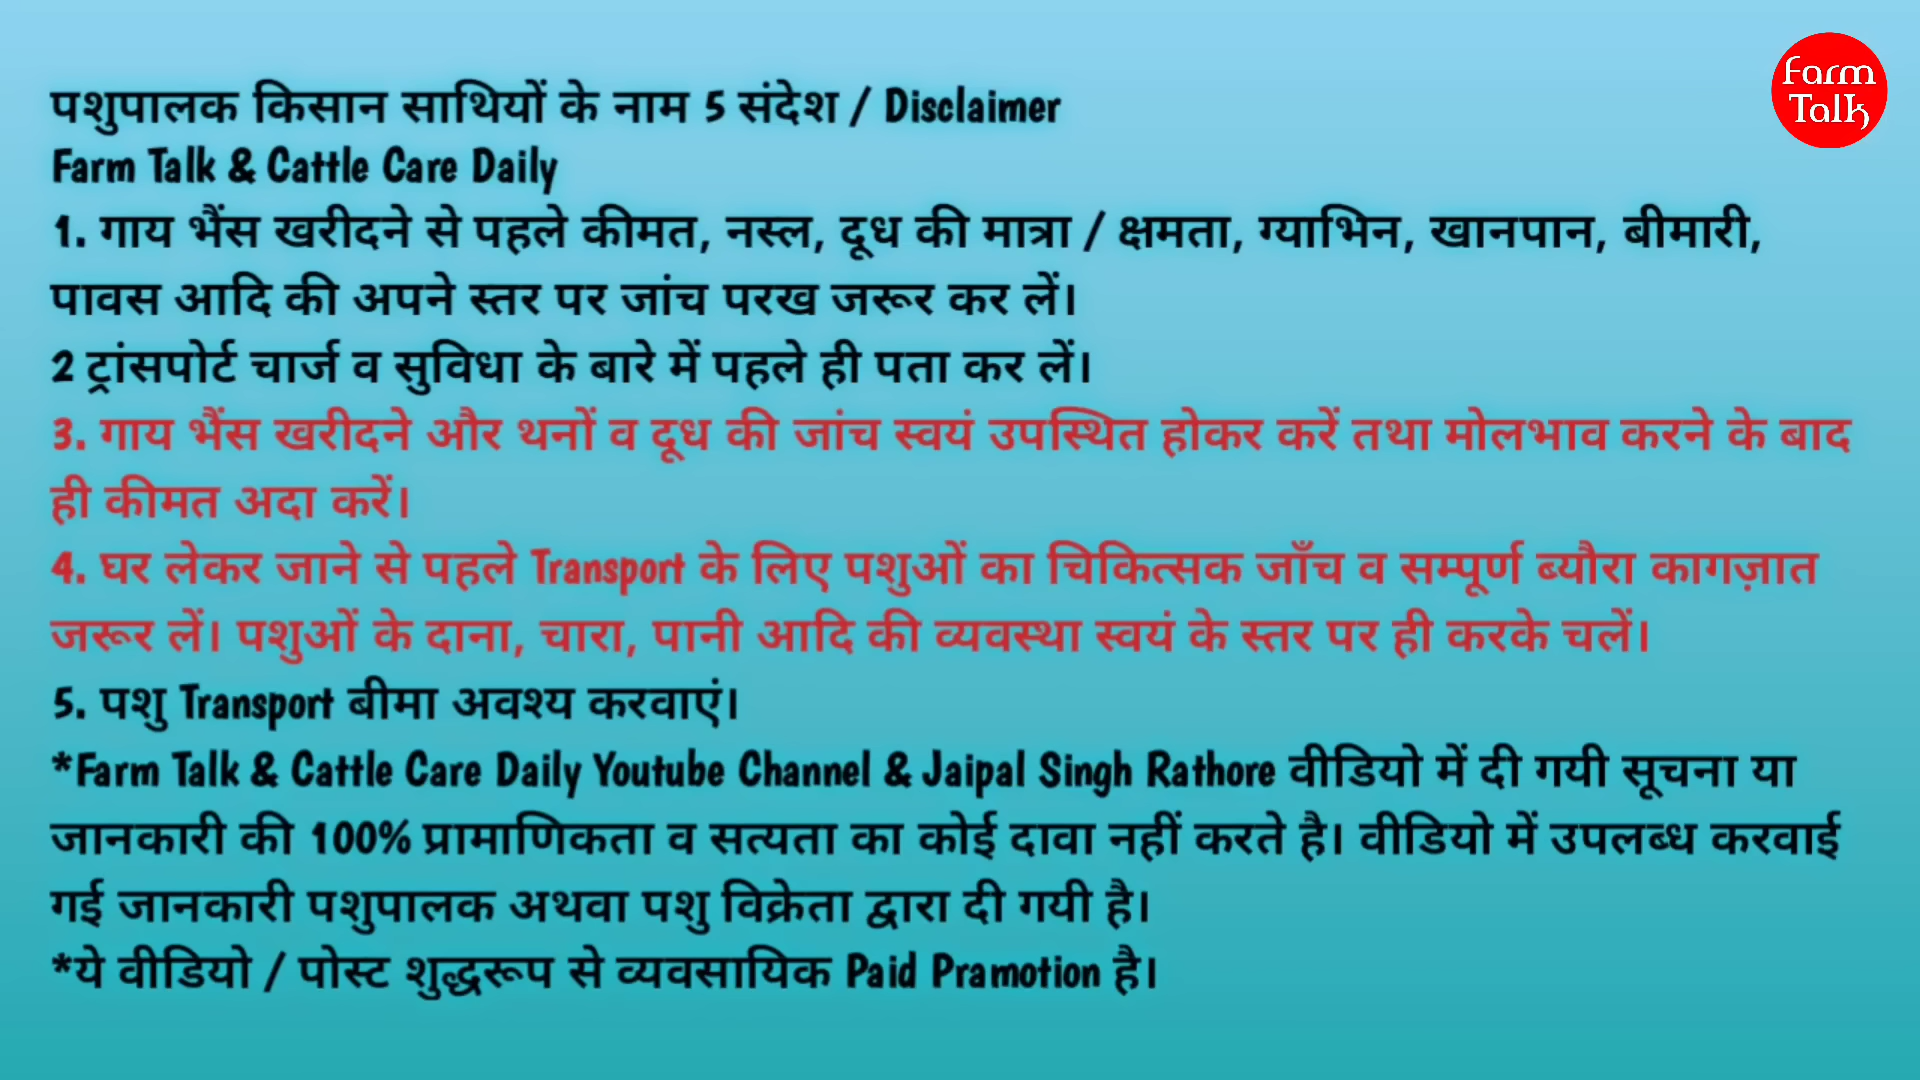 पशुपालक किसान साथियों के नाम 5 संदेश / Disclaimer
Farm Talk & Cattle Care Daily
1. गाय भैंस खरीदने से पहले कीमत, नस्ल, दूध की मात्रा / क्षमता, ग्याभिन, खानपान, बीमारी,
पावस आदि की अपने स्तर पर जांच परख जरूर कर लें।
2 ट्रांसपोर्ट चार्ज व सुविधा के बारे में पहले ही पता कर लें।
3. गाय भैंस खरीदने और थनों व दूध की जांच स्वयं उपस्थित होकर करें तथा मोलभाव करने के बाद
ही कीमत अदा करें।
4. घर लेकर जाने से पहले Transport के लिए पशुओं का चिकित्सक जाँच व सम्पूर्ण ब्यौरा कागज़ात
जरूर लें। पशुओं के दाना, चारा, पानी आदि की व्यवस्था स्वयं के स्तर पर ही करके चलें।
5. पशु Transport बीमा अवश्य करवाएं।
*Farm Talk & Cattle Care Daily Youtube Channel & Jaipal Singh Rathore वीडियो में दी गयी सूचना या
जानकारी की 100% प्रामाणिकता व सत्यता का कोई दावा नहीं करते है। वीडियो में उपलब्ध करवाई
गई जानकारी पशुपालक अथवा पशु विक्रेता द्वारा दी गयी है।
*ये वीडियो / पोस्ट शुद्धरूप से व्यवसायिक Paid Pramotion है।
Farm
Talk